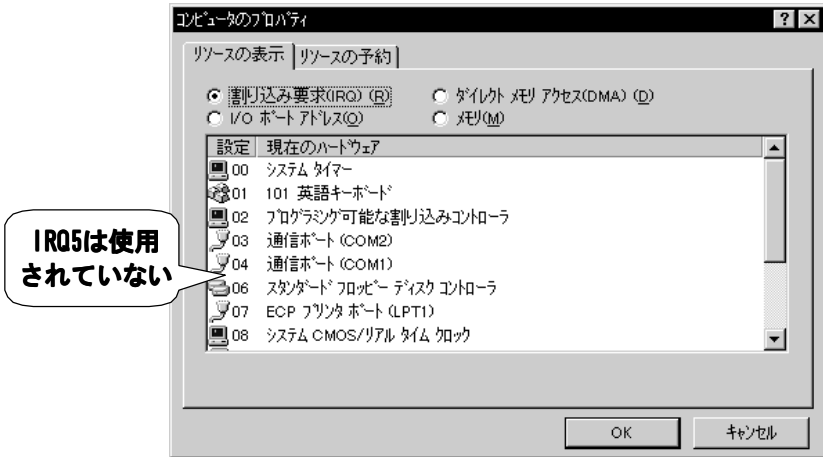 コンピュータのプロパティ
リソースの表示 リソースの予約
割り込み要求(IRQ) (R) ダイレクト メモリ アクセス(DMA) (D)
I/O ポート アドレス(O) メモリ(M)
設定 現在のハードウェア
00 システム タイマー
01 101 英語キーボード
02 プログラミング可能な割り込みコントローラ
03 通信ポート (COM2)
04 通信ポート (COM1)
06 スタンダード フロッピー ディスク コントローラ
07 ECP プリンタ ポート (LPT1)
08 システム CMOS/リアル タイム クロック
IRQ5は使用
されていない
OK キャンセル